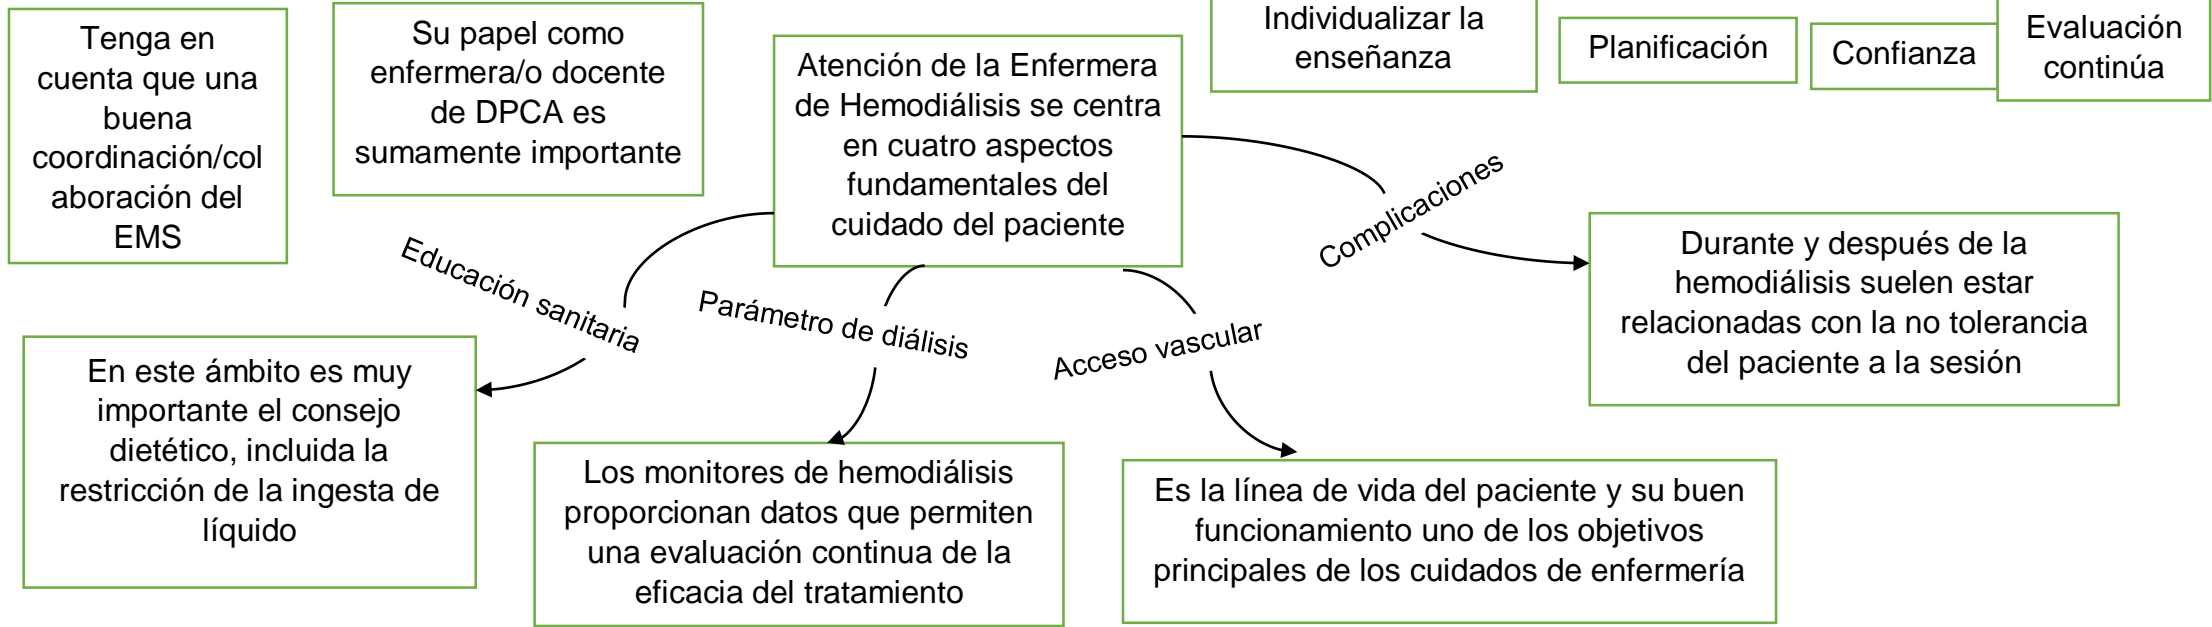 Tenga en
cuenta que una
buena
coordinación/col
aboración del
EMS
Su papel como
enfermera/o docente
de DPCA es
sumamente importante
Atención de la Enfermera
de Hemodiálisis se centra
en cuatro aspectos
fundamentales del
cuidado del paciente
Individualizar la
enseñanza
Planificación
Confianza
Evaluación
continúa
Educación sanitaria
Parámetro de diálisis
Acceso vascular
Complicaciones
En este ámbito es muy
importante el consejo
dietético, incluida la
restricción de la ingesta de
líquido
Los monitores de hemodiálisis
proporcionan datos que permiten
una evaluación continua de la
eficacia del tratamiento
Es la línea de vida del paciente y su buen
funcionamiento uno de los objetivos
principales de los cuidados de enfermería
Durante y después de la
hemodiálisis suelen estar
relacionadas con la no tolerancia
del paciente a la sesión